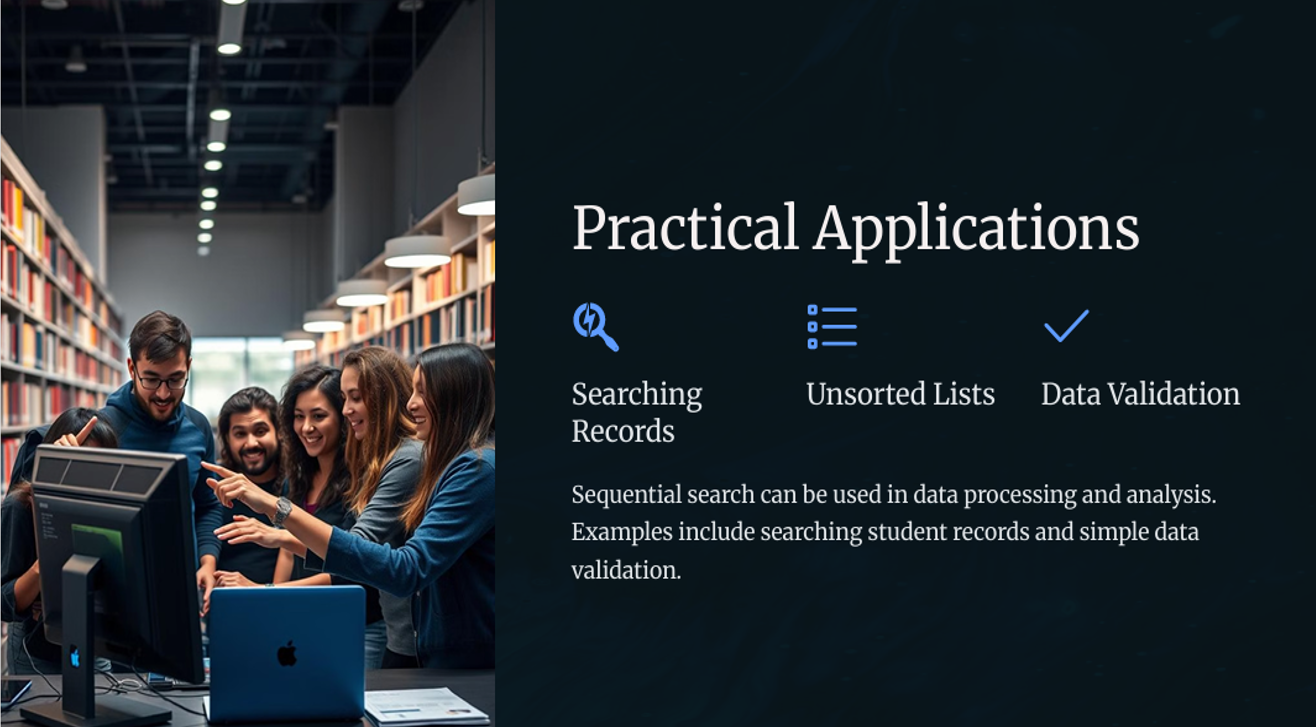 Practical Applications
Searching
Records
Unsorted Lists
Data Validation
Sequential search can be used in data processing and analysis.
Examples include searching student records and simple data
validation.